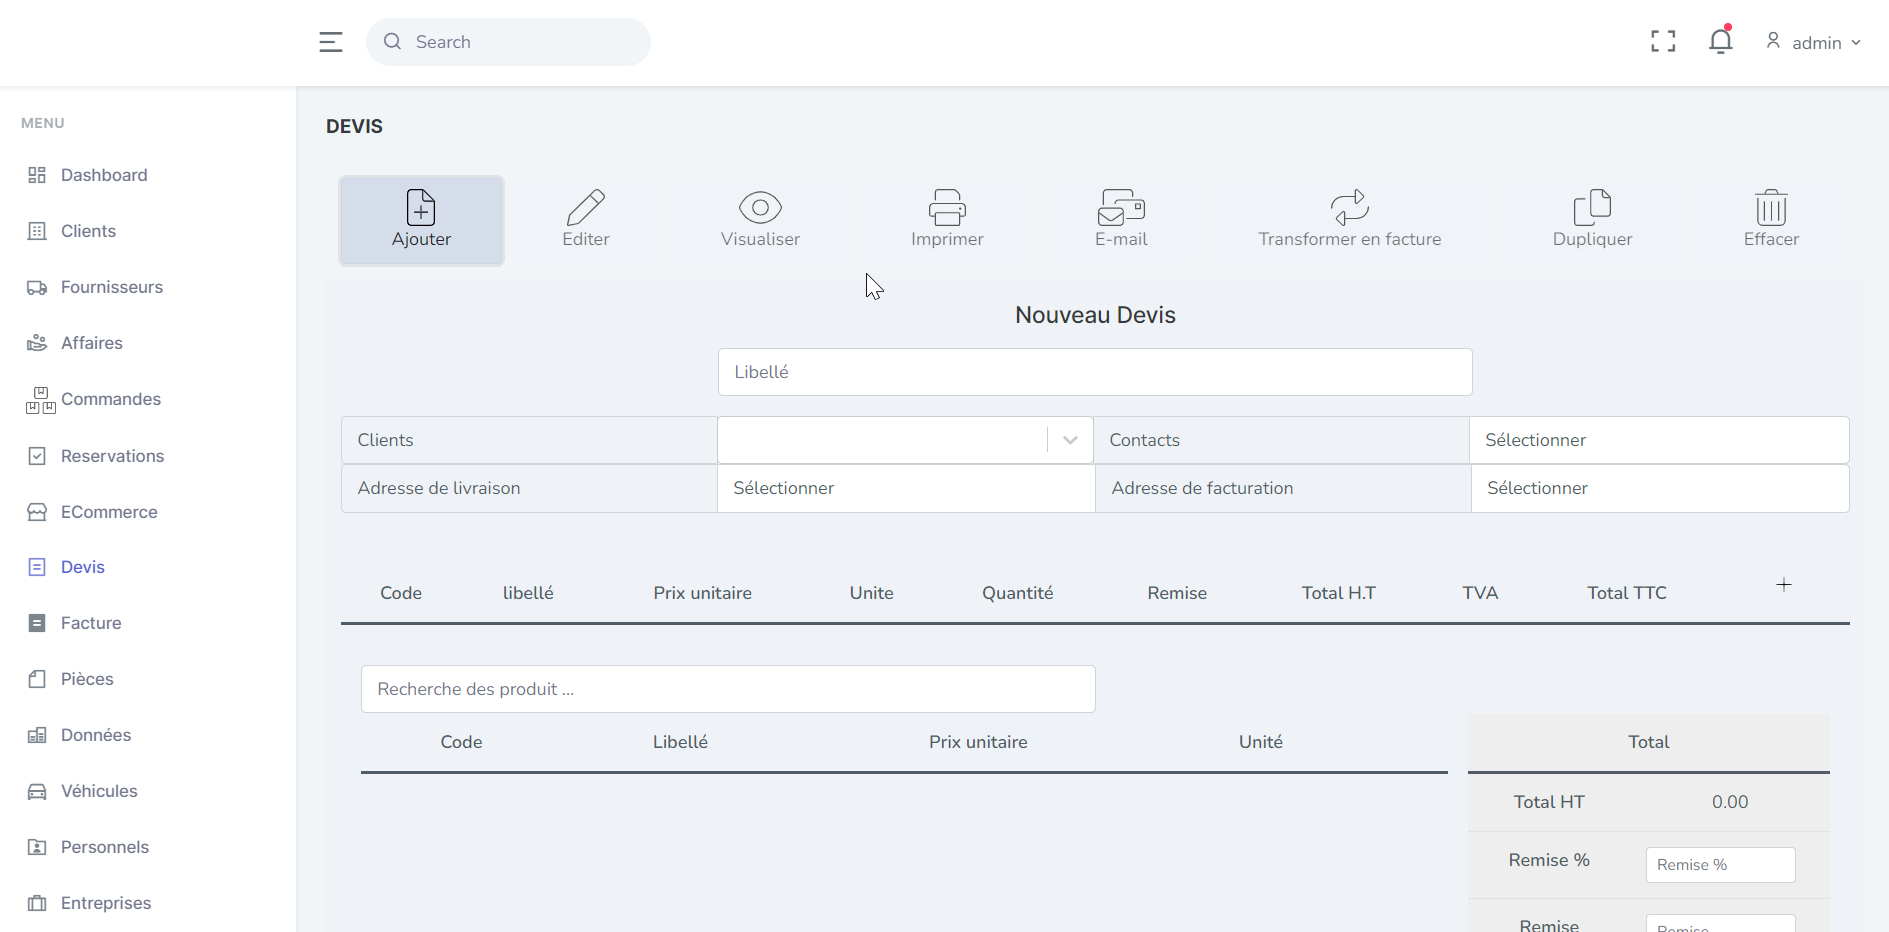 Search
admin
MENU
Dashboard
Clients
Fournisseurs
Affaires
Commandes
Reservations
ECommerce
Devis
Facture
Pièces
Données
Véhicules
Personnels
Entreprises
DEVIS
Ajouter
Editer
Visualiser
Imprimer
E-mail
Transformer en facture
Dupliquer
Effacer
Nouveau Devis
Libellé
Clients
Contacts
Sélectionner
Adresse de livraison
Sélectionner
Adresse de facturation
Sélectionner
Code libellé Prix unitaire Unite Quantité Remise Total H.T TVA Total TTC +
Recherche des produit ...
Code Libellé Prix unitaire Unité
Total
Total HT 0.00
Remise % Remise %
Remise Remise